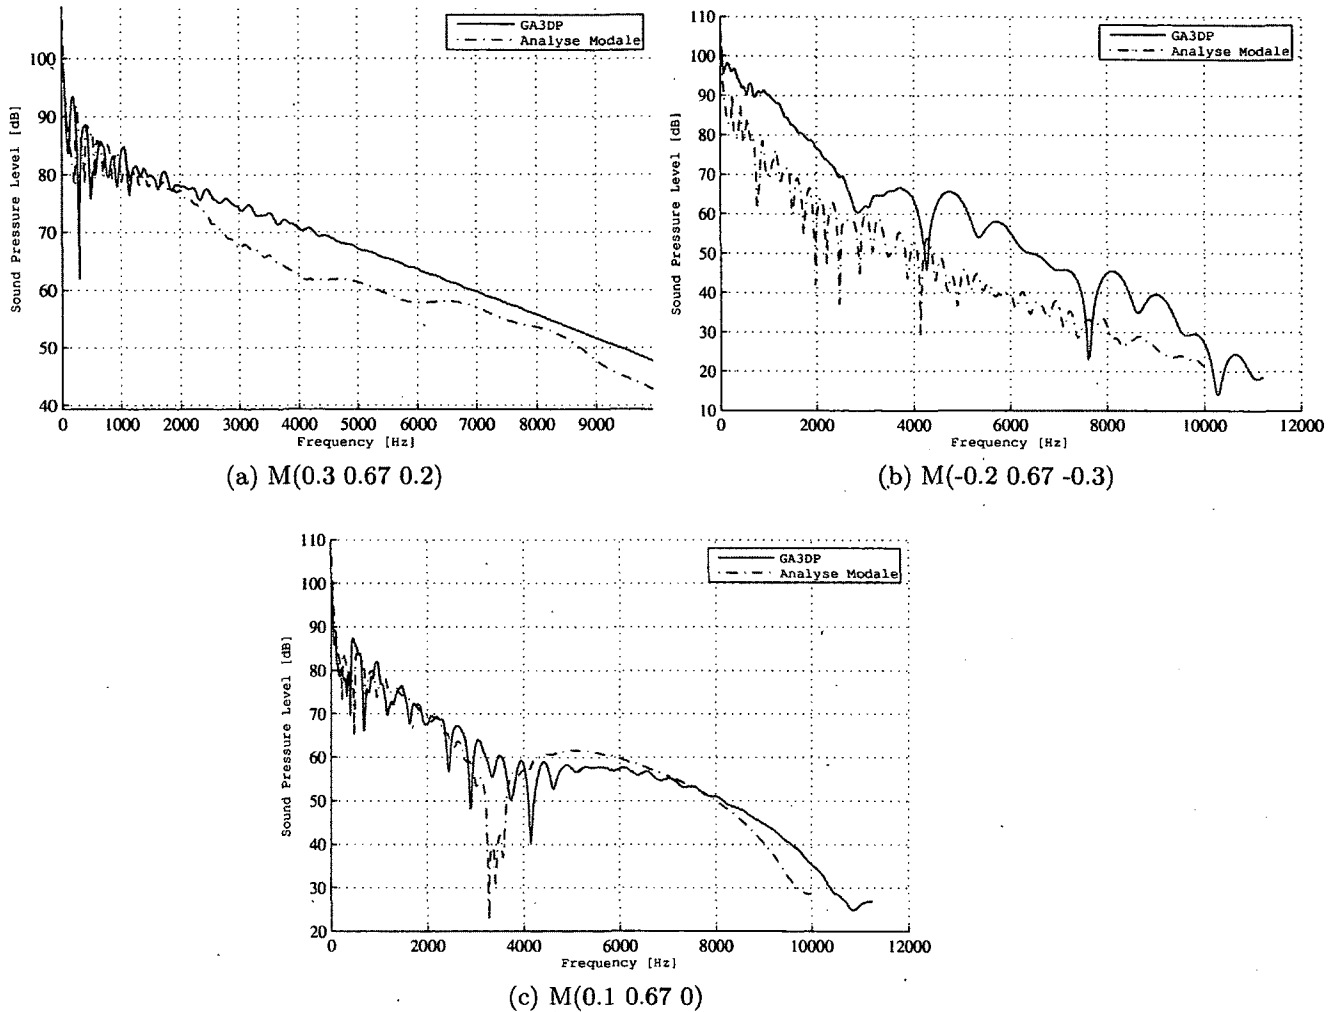 GA3DP
Analyse Modale
Sound Pressure Level [dB]
100
90
80
70
60
50
40
0 1000 2000 3000 4000 5000 6000 7000 8000 9000
Frequency [Hz]
(a) M(0.3 0.67 0.2)
GA3DP
Analyse Modale
Sound Pressure Level [dB]
110
100
90
80
70
60
50
40
30
20
10
0 2000 4000 6000 8000 10000 12000
Frequency [Hz]
(b) M(-0.2 0.67 -0.3)
GA3DP
Analyse Modale
Sound Pressure Level [dB]
110
100
90
80
70
60
50
40
30
20
0 2000 4000 6000 8000 10000 12000
Frequency [Hz]
(c) M(0.1 0.67 0)